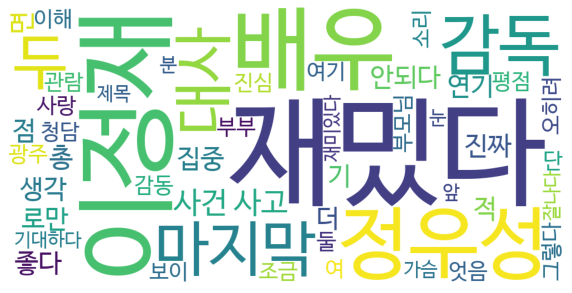 면
이해
두
관람
사랑
제목
점
청담
광주
총
생각
감동
로만
기대하다
좋다
이정재
대사
분
진심
부부
집중
사건 사고
마지막
보이
조금
배우
여기
안되다
재밌다
재미있다
부모님
눈
기
더
둘
여
정우성
가슴
엇음
적
앞
진짜
소리
감독
연기
평점
오히려
단
잘나다
그렇다